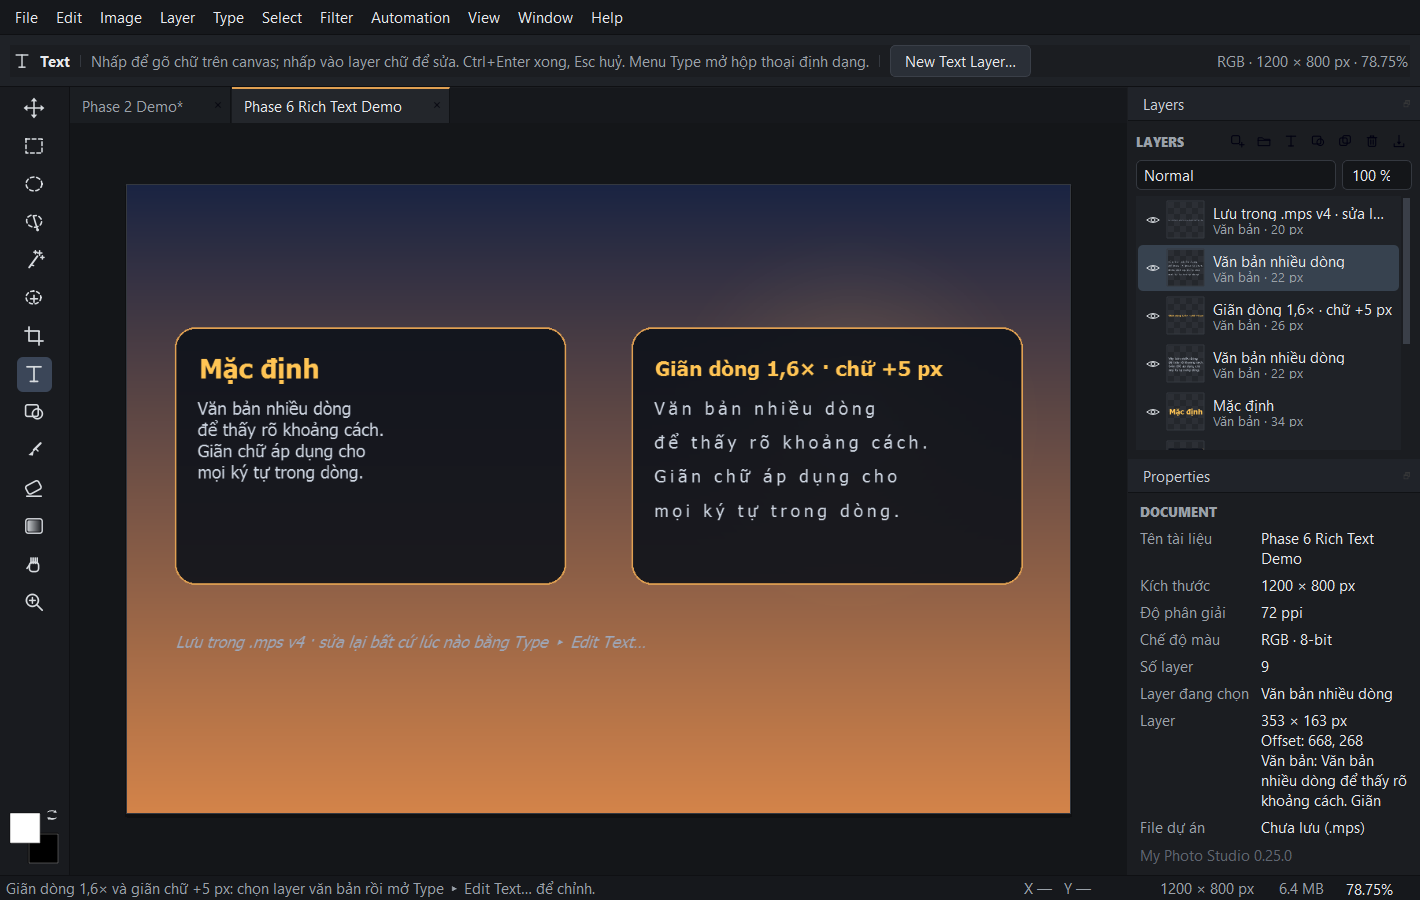 File Edit Image Layer Type Select Filter Automation View Window Help
Text Nhấp để gõ chữ trên canvas; nhấp vào layer chữ để sửa. Ctrl+Enter xong, Esc huỷ. Menu Type mở hộp thoại định dạng. New Text Layer... RGB · 1200 × 800 px · 78.75%
Phase 2 Demo* × Phase 6 Rich Text Demo ×
Mặc định
Văn bản nhiều dòng
để thấy rõ khoảng cách.
Giãn chữ áp dụng cho
mọi ký tự trong dòng.
Giãn dòng 1,6× · chữ +5 px
Văn bản nhiều dòng
để thấy rõ khoảng cách.
Giãn chữ áp dụng cho
mọi ký tự trong dòng.
Lưu trong .mps v4 · sửa lại bất cứ lúc nào bằng Type ‣ Edit Text...
Layers
LAYERS
Normal 100 %
Lưu trong .mps v4 · sửa l...
Văn bản · 20 px
Văn bản nhiều dòng
Văn bản · 22 px
Giãn dòng 1,6× · chữ +5 px
Văn bản · 26 px
Văn bản nhiều dòng
Văn bản · 22 px
Mặc định
Mặc định
Văn bản · 34 px
Properties
DOCUMENT
Tên tài liệu Phase 6 Rich Text
Demo
Kích thước 1200 × 800 px
Độ phân giải 72 ppi
Chế độ màu RGB · 8-bit
Số layer 9
Layer đang chọn Văn bản nhiều dòng
Layer 353 × 163 px
Offset: 668, 268
Văn bản: Văn bản
nhiều dòng để thấy rõ
khoảng cách. Giãn
File dự án Chưa lưu (.mps)
My Photo Studio 0.25.0
Giãn dòng 1,6× và giãn chữ +5 px: chọn layer văn bản rồi mở Type ‣ Edit Text... để chỉnh. X — Y — 1200 × 800 px 6.4 MB 78.75%